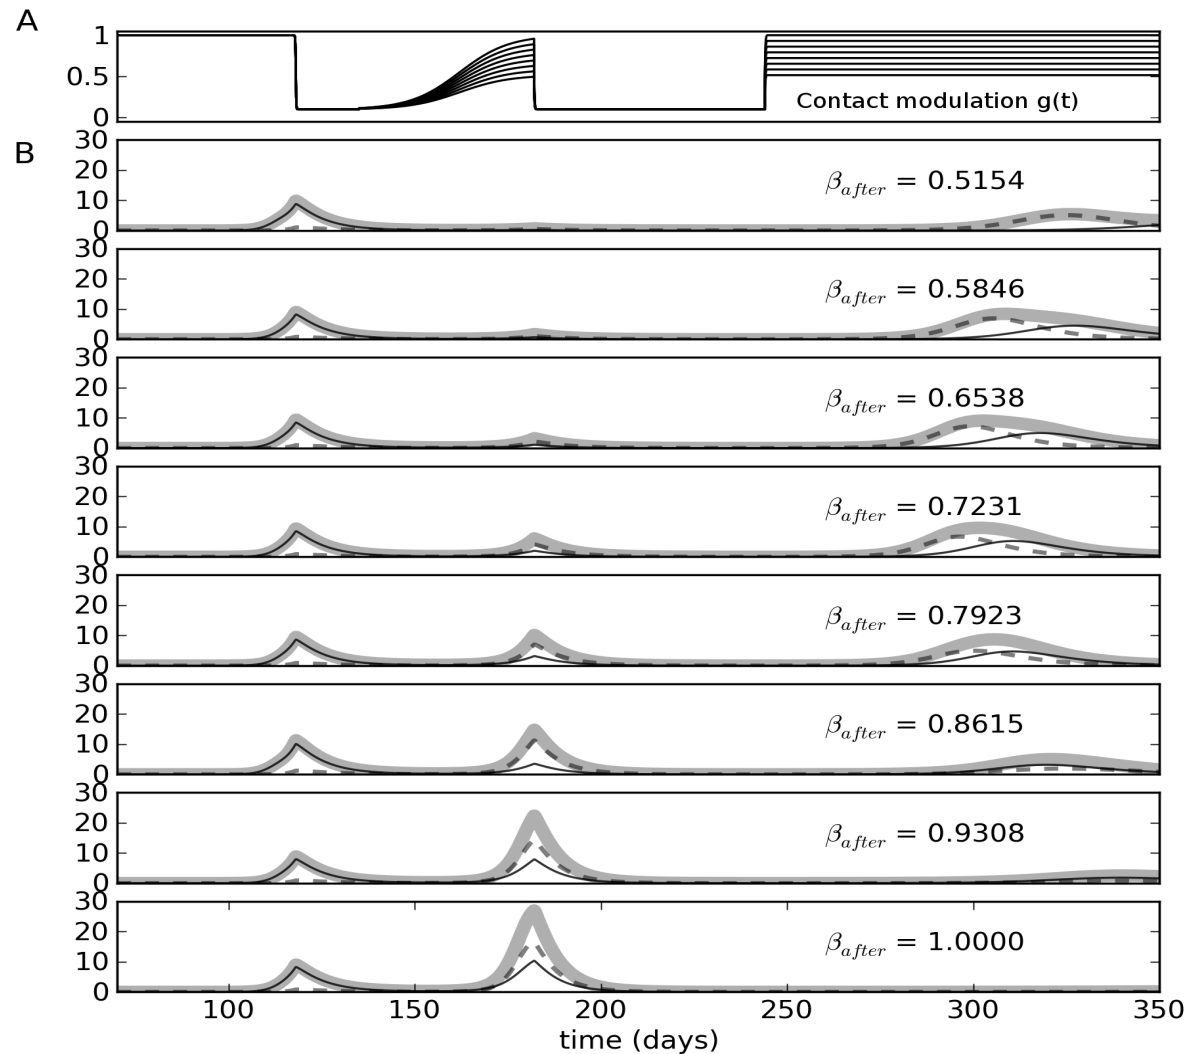 A
1
0.5
0
Contact modulation g(t)
B
30
20
10
0
β_after = 0.5154
30
20
10
0
β_after = 0.5846
30
20
10
0
β_after = 0.6538
30
20
10
0
β_after = 0.7231
30
20
10
0
β_after = 0.7923
30
20
10
0
β_after = 0.8615
30
20
10
0
β_after = 0.9308
30
20
10
0
β_after = 1.0000
100 150 200 250 300 350
time (days)